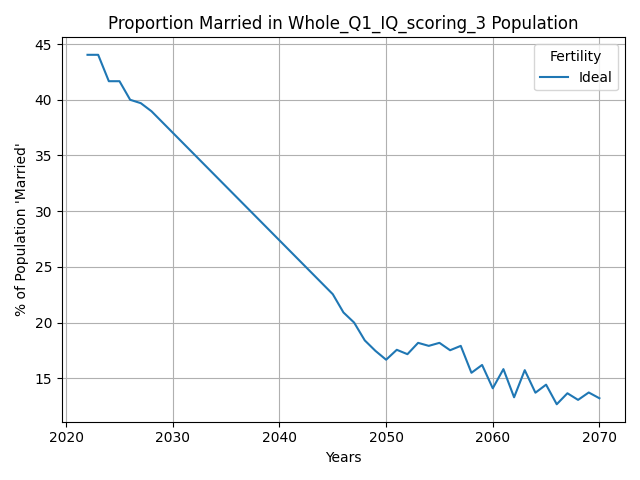 Proportion Married in Whole_Q1_IQ_scoring_3 Population
% of Population 'Married'
45
40
35
30
25
20
15
Fertility
Ideal
2020
2030
2040
2050
2060
2070
Years